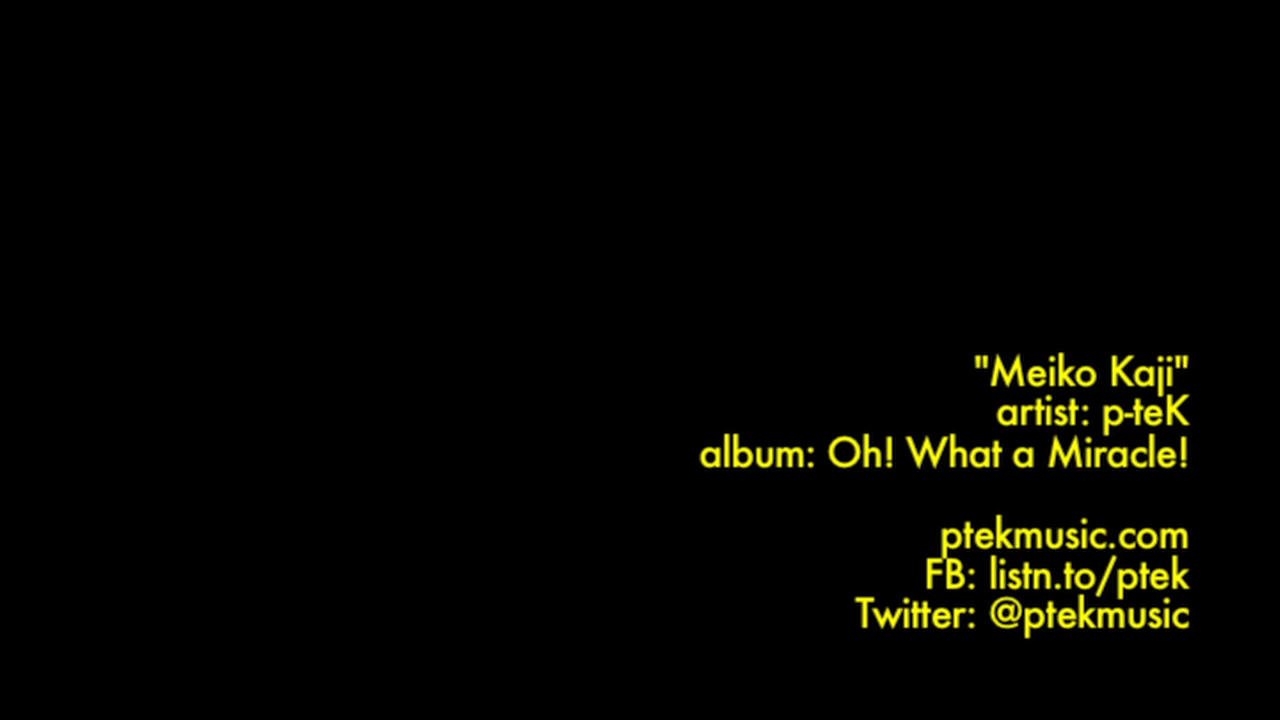 "Meiko Kaji"
artist: p-teK
album: Oh! What a Miracle!
ptekmusic.com
FB: listn.to/ptek
Twitter: @ptekmusic